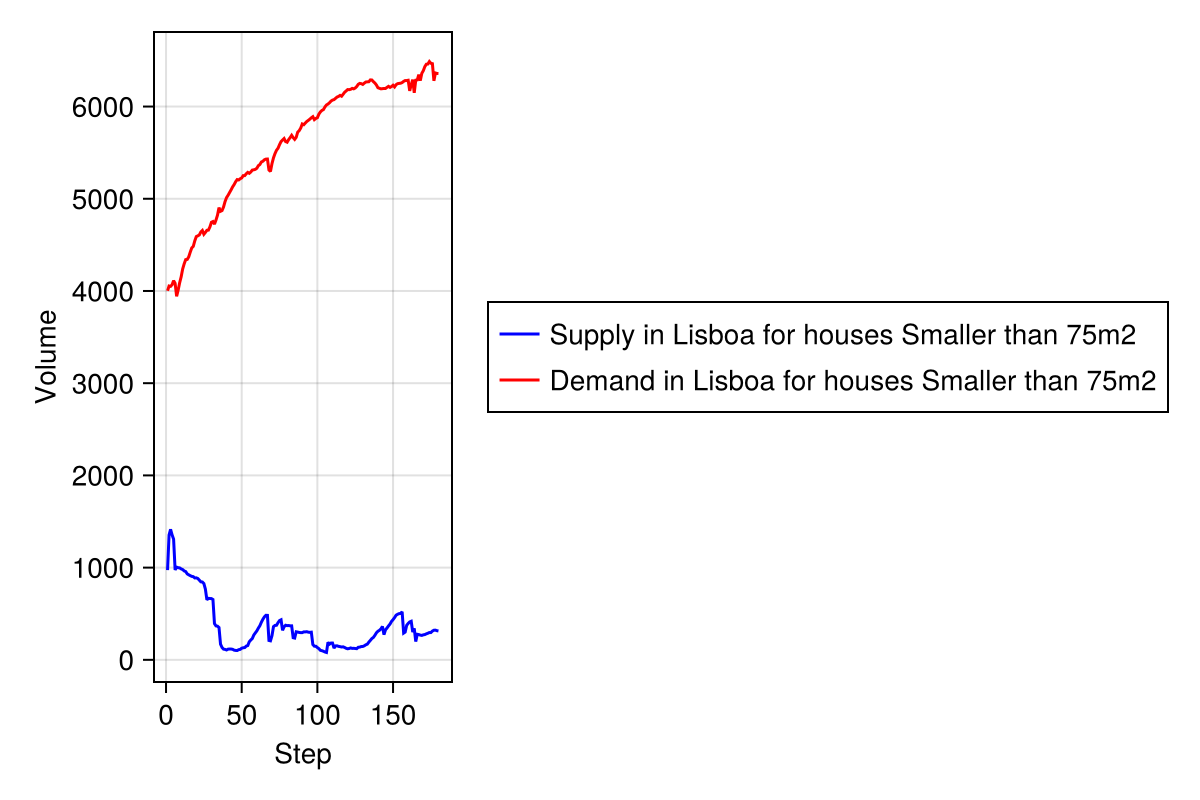 6000
5000
4000
3000
2000
1000
0
Volume
0 50 100 150
Step
Supply in Lisboa for houses Smaller than 75m2
Demand in Lisboa for houses Smaller than 75m2